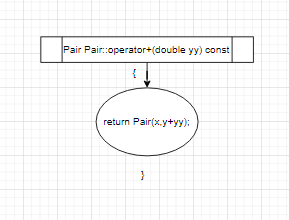 Pair Pair::operator+(double yy) const
{
return Pair(x,y+yy);
}